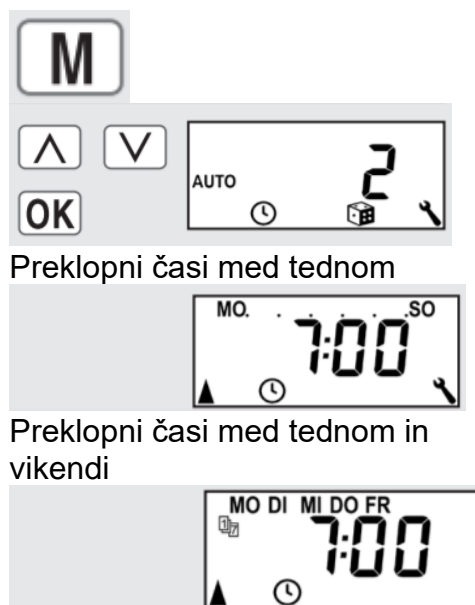 M
AUTO 2
OK
Preklopni časi med tednom
MO. . . . . .SO
7:00
Preklopni časi med tednom in
vikendi
MO DI MI DO FR
7:00